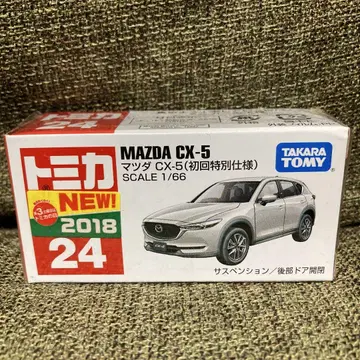 トミカ
NEW!
2018
24
MAZDA CX-5
マツダ CX-5(初回特別仕様)
SCALE 1/66
TAKARA
TOMY
サスペンション/後部ドア開閉